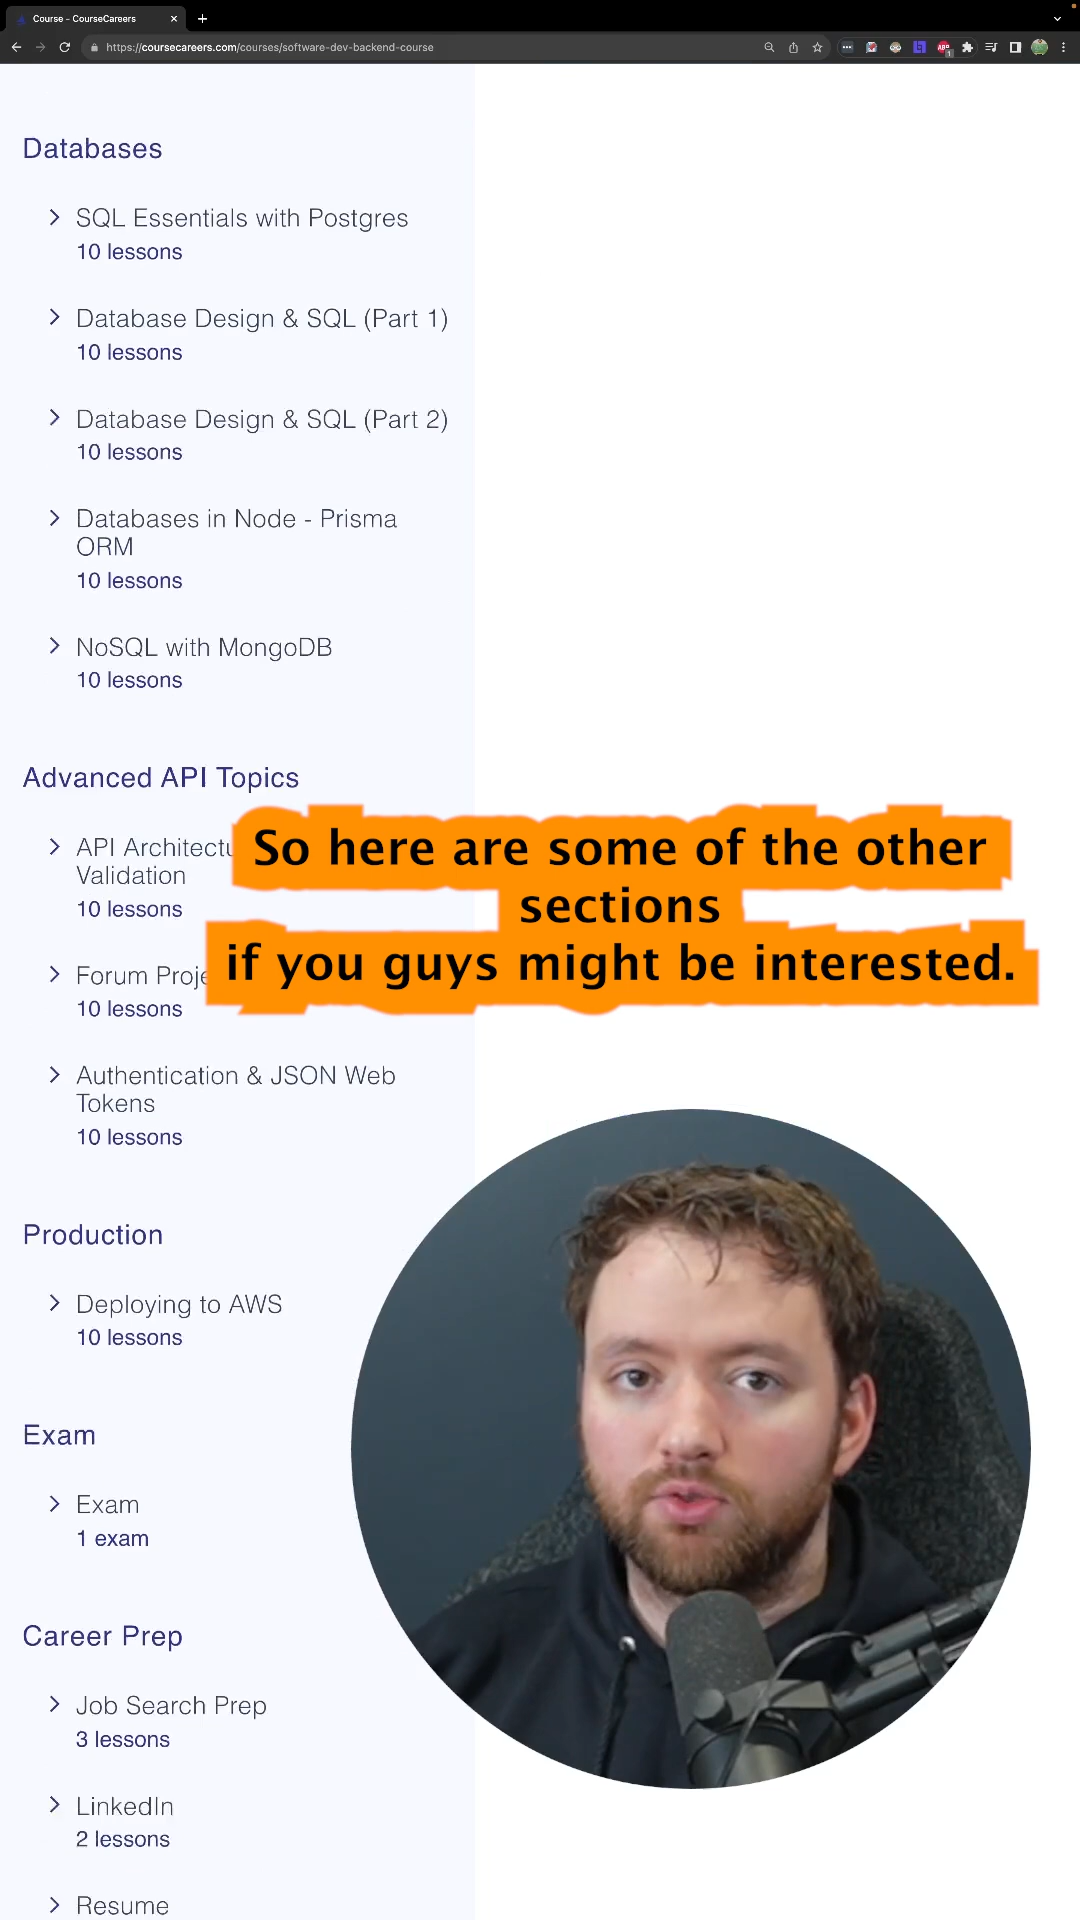 Course - CourseCareers
https://coursecareers.com/courses/software-dev-backend-course
Databases
SQL Essentials with Postgres
10 lessons
Database Design & SQL (Part 1)
10 lessons
Database Design & SQL (Part 2)
10 lessons
Databases in Node - Prisma
ORM
10 lessons
NoSQL with MongoDB
10 lessons
Advanced API Topics
API
Validation
10 lessons
Forum
10 lessons
So here are some of the other
sections
if you guys might be interested.
Authentication & JSON Web
Tokens
10 lessons
Production
Deploying to AWS
10 lessons
Exam
Exam
1 exam
Career Prep
Job Search Prep
3 lessons
LinkedIn
2 lessons
Resume